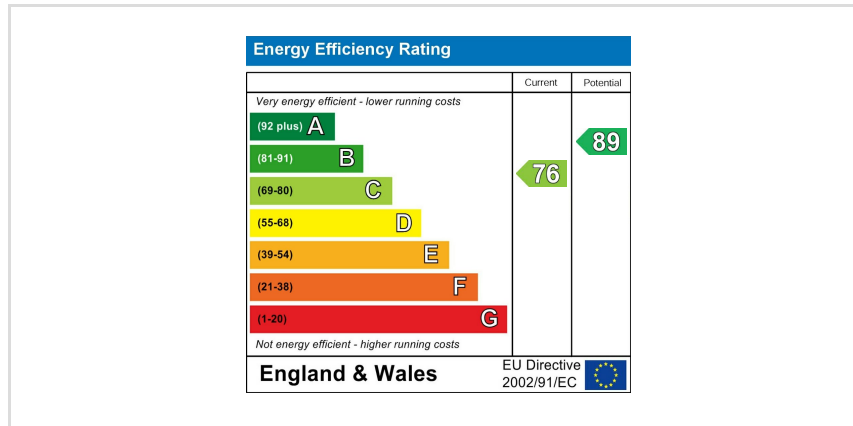 Energy Efficiency Rating
Current Potential
Very energy efficient - lower running costs
(92 plus) A
(81-91) B
(69-80) C
(55-68) D
(39-54) E
(21-38) F
(1-20) G
76
89
Not energy efficient - higher running costs
England & Wales
EU Directive
2002/91/EC